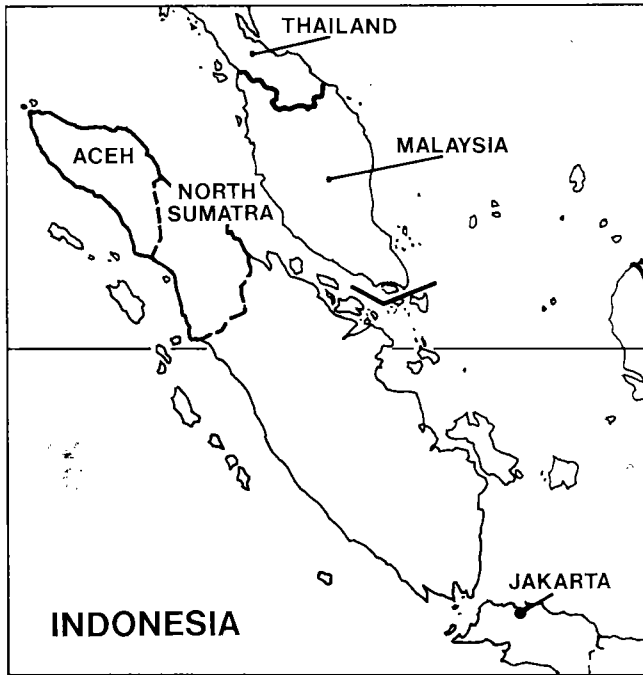 THAILAND
MALAYSIA
ACEH
NORTH
SUMATRA
JAKARTA
INDONESIA